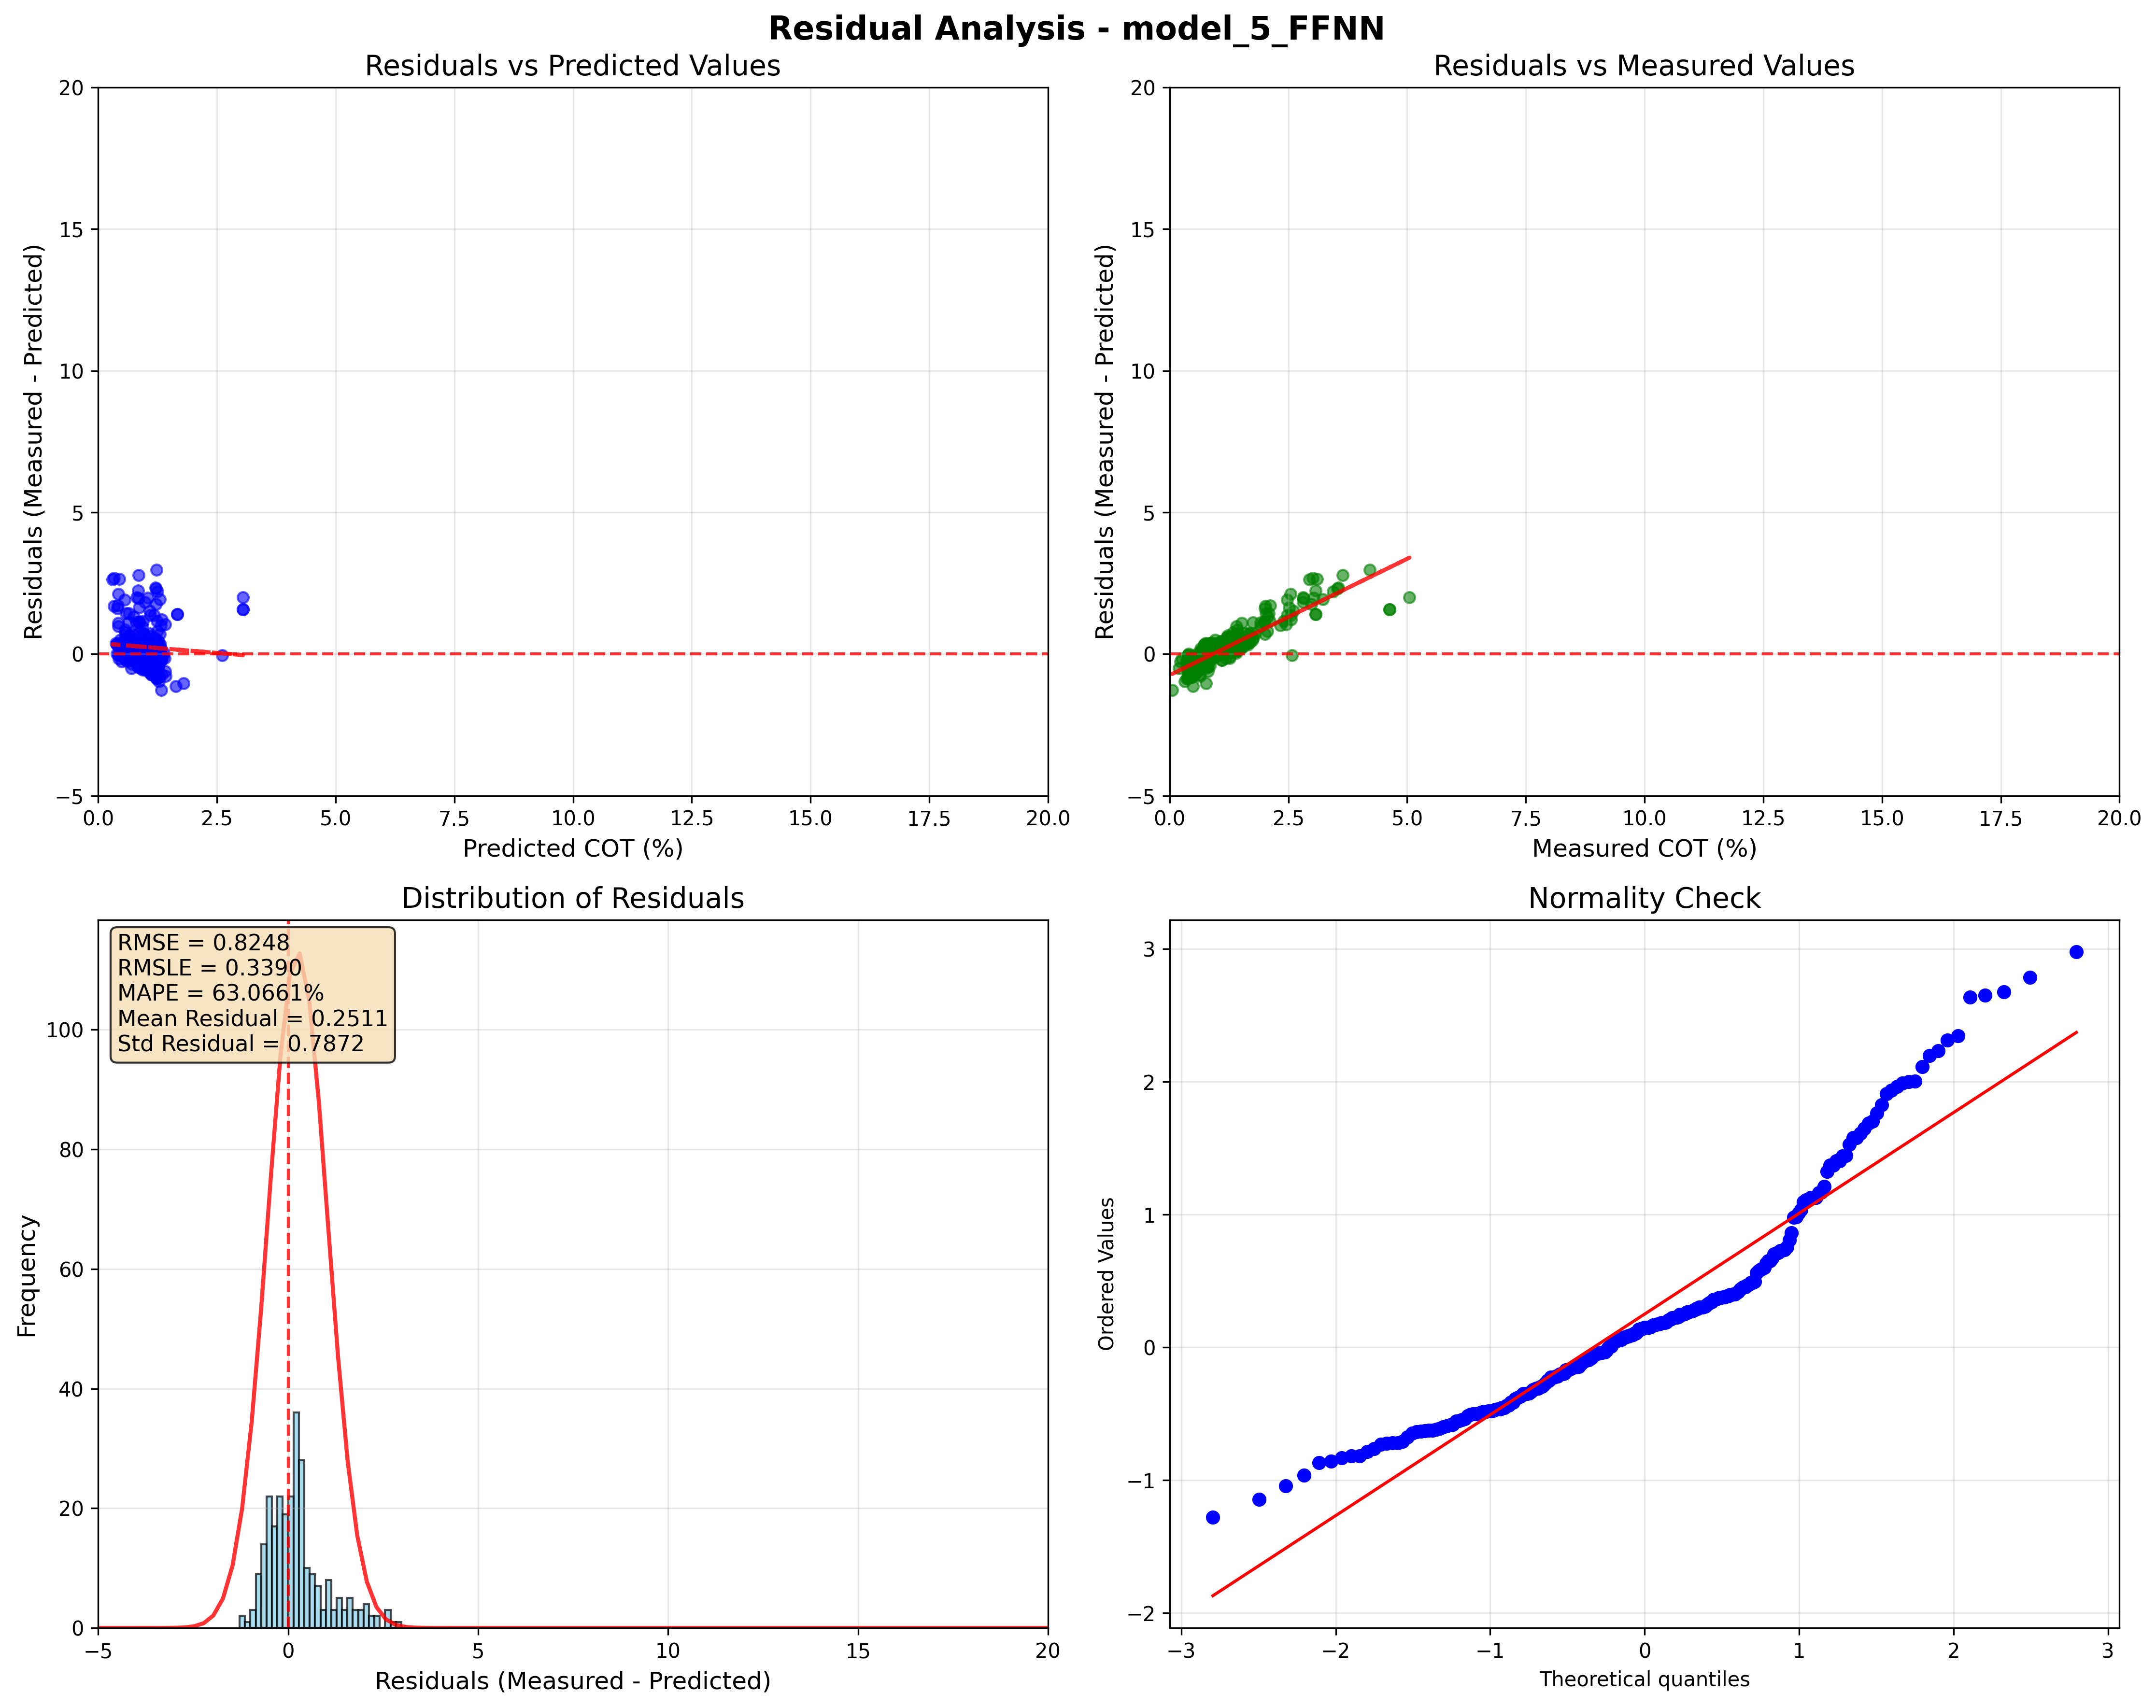 Residual Analysis - model_5_FFNN
Residuals vs Predicted Values
20
15
10
5
0
−5
0.0 2.5 5.0 7.5 10.0 12.5 15.0 17.5 20.0
Residuals (Measured - Predicted)
Predicted COT (%)
Residuals vs Measured Values
20
15
10
5
0
−5
0.0 2.5 5.0 7.5 10.0 12.5 15.0 17.5 20.0
Residuals (Measured - Predicted)
Measured COT (%)
Distribution of Residuals
RMSE = 0.8248
RMSLE = 0.3390
MAPE = 63.0661%
Mean Residual = 0.2511
Std Residual = 0.7872
100
80
60
40
20
0
−5 0 5 10 15 20
Frequency
Residuals (Measured - Predicted)
Normality Check
3
2
1
0
−1
−2
−3 −2 −1 0 1 2 3
Ordered Values
Theoretical quantiles